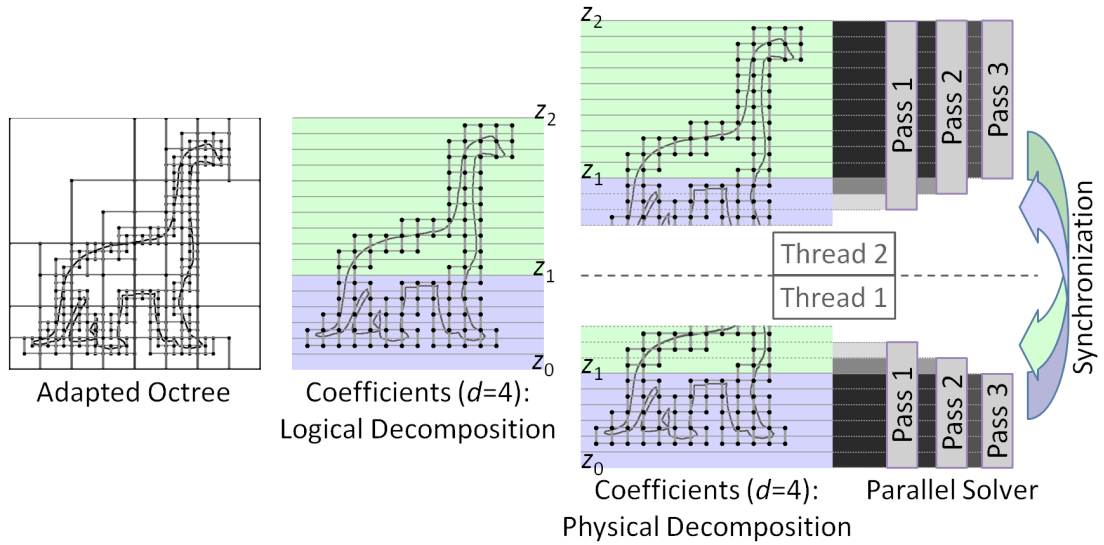 Adapted Octree
z2
z1
z0
Coefficients (d=4):
Logical Decomposition
z2
z1
Thread 2
Thread 1
z1
z0
Coefficients (d=4):
Physical Decomposition
Pass 1
Pass 2
Pass 3
Pass 1
Pass 2
Pass 3
Parallel Solver
Synchronization